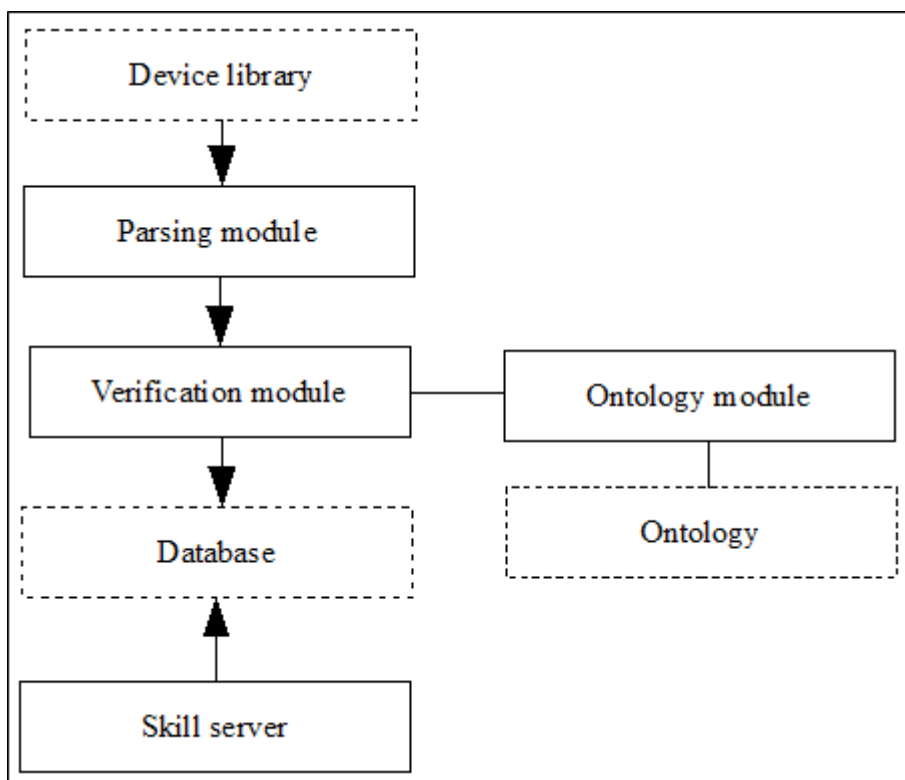 Device library
Parsing module
Verification module
Ontology module
Database
Ontology
Skill server